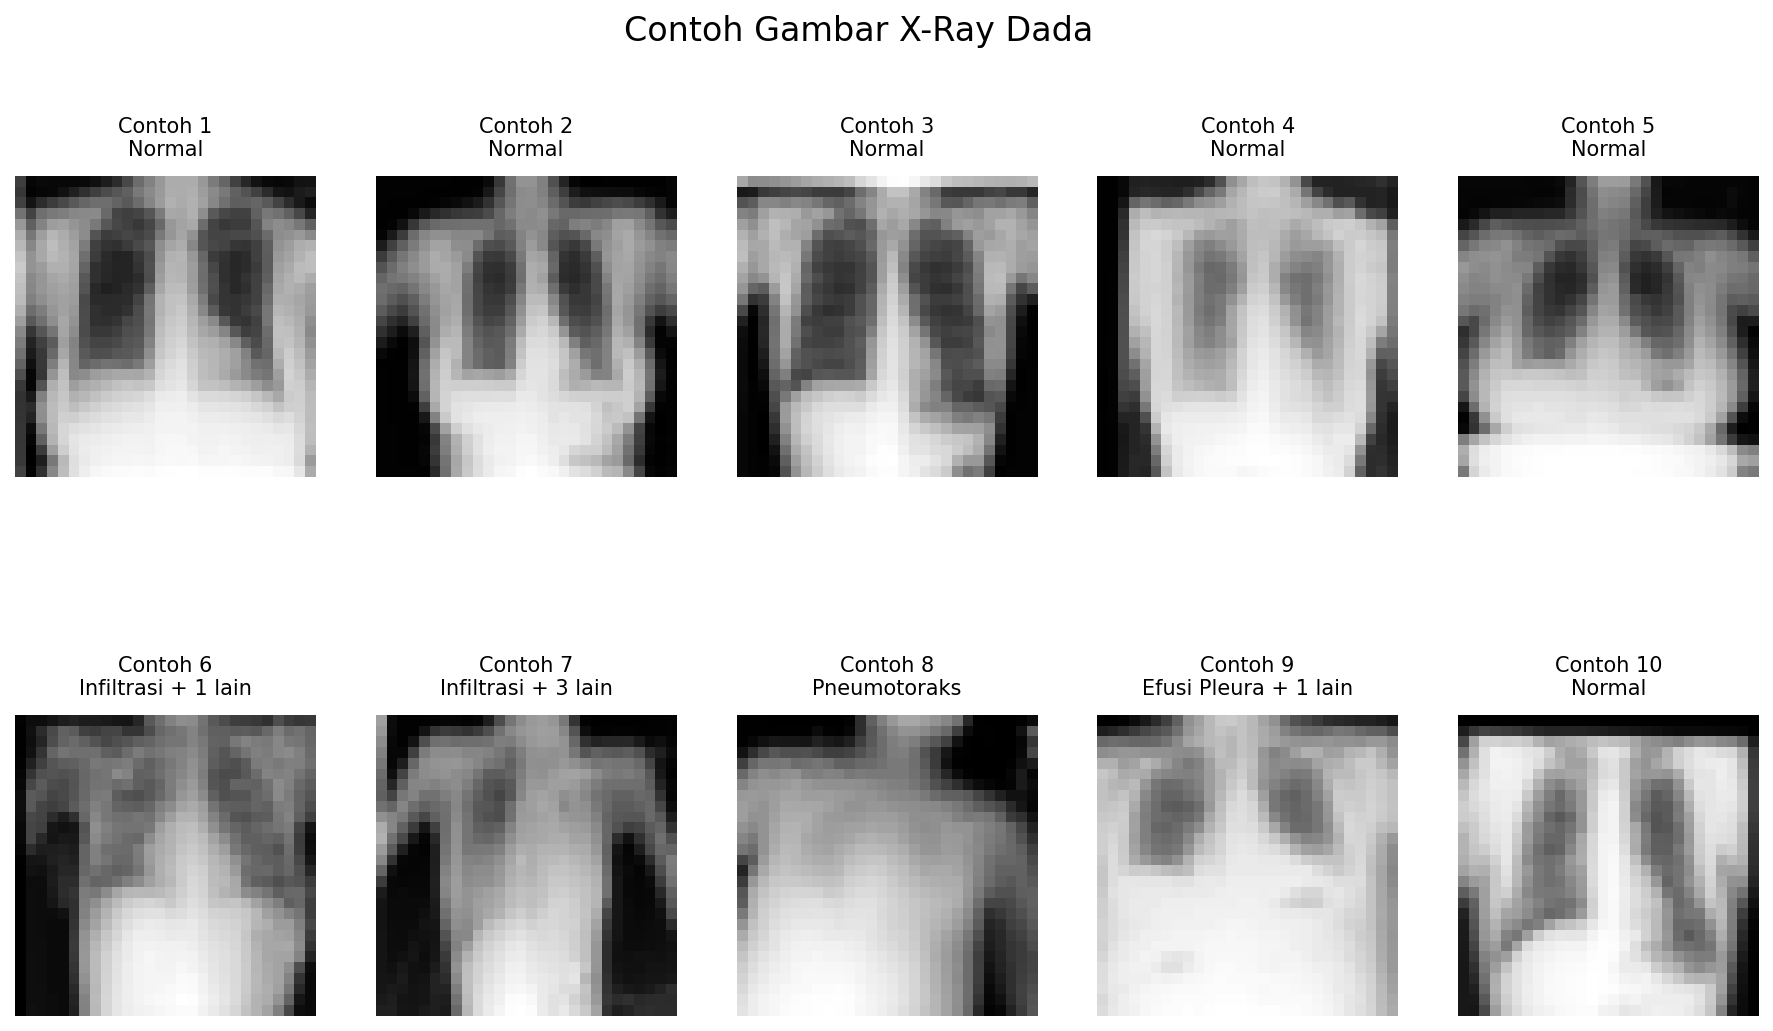 Contoh Gambar X-Ray Dada
Contoh 1
Normal
Contoh 2
Normal
Contoh 3
Normal
Contoh 4
Normal
Contoh 5
Normal
Contoh 6
Infiltrasi + 1 lain
Contoh 7
Infiltrasi + 3 lain
Contoh 8
Pneumotoraks
Contoh 9
Efusi Pleura + 1 lain
Contoh 10
Normal